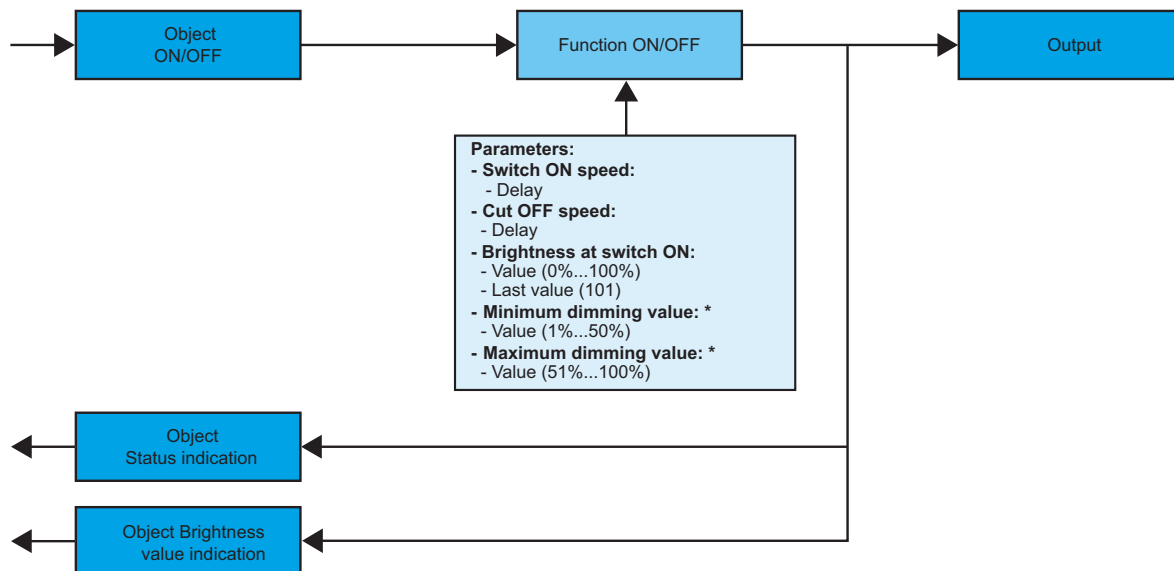 Object
ON/OFF
Function ON/OFF
Output
Parameters:
- Switch ON speed:
- Delay
- Cut OFF speed:
- Delay
- Brightness at switch ON:
- Value (0%...100%)
- Last value (101)
- Minimum dimming value: *
- Value (1%...50%)
- Maximum dimming value: *
- Value (51%...100%)
Object
Status indication
Object Brightness
value indication